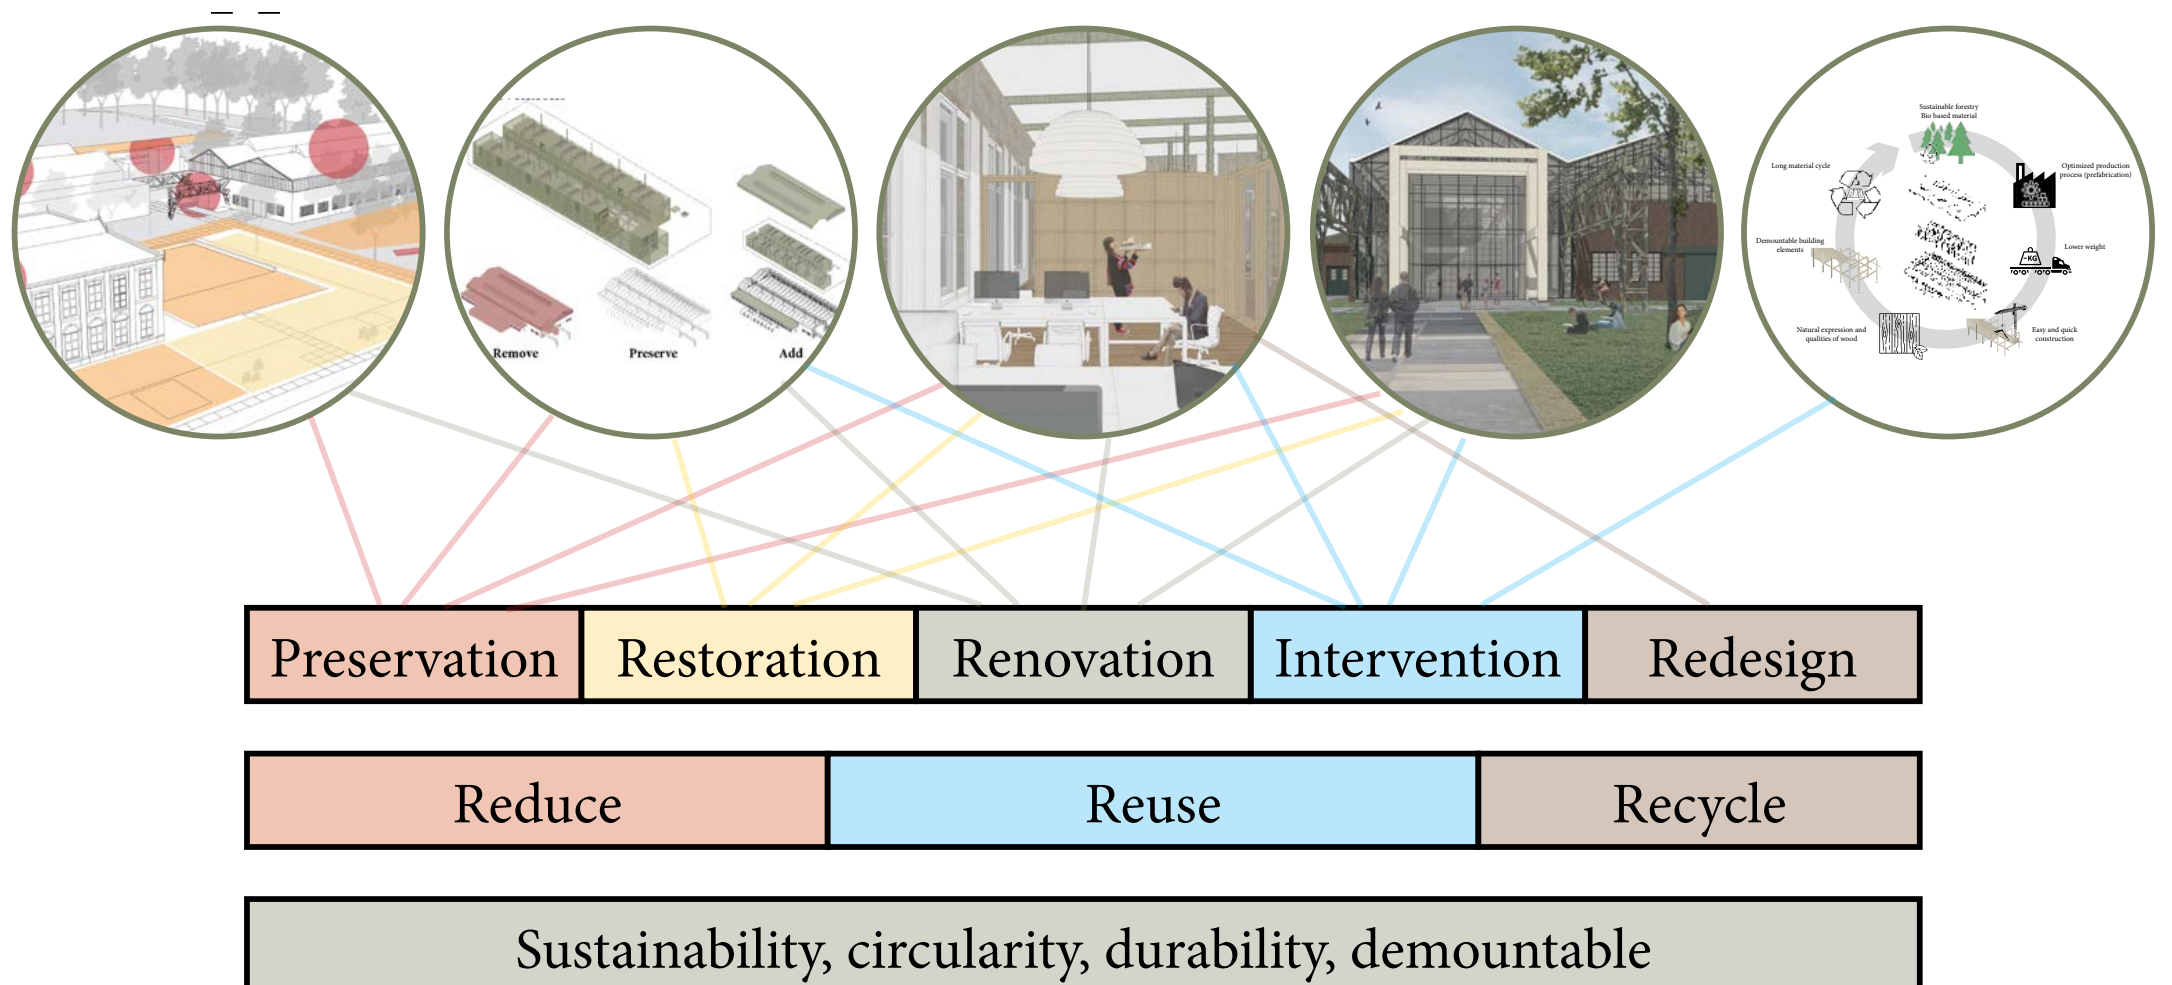 Remove
Preserve
Add
Sustainable forestry
Bio based material
Optimized production
process (prefabrication)
Lower weight
-KG
Easy and quick
construction
Natural expression and
qualities of wood
Demountable building
elements
Long material cycle
Preservation
Restoration
Renovation
Intervention
Redesign
Reduce
Reuse
Recycle
Sustainability, circularity, durability, demountable